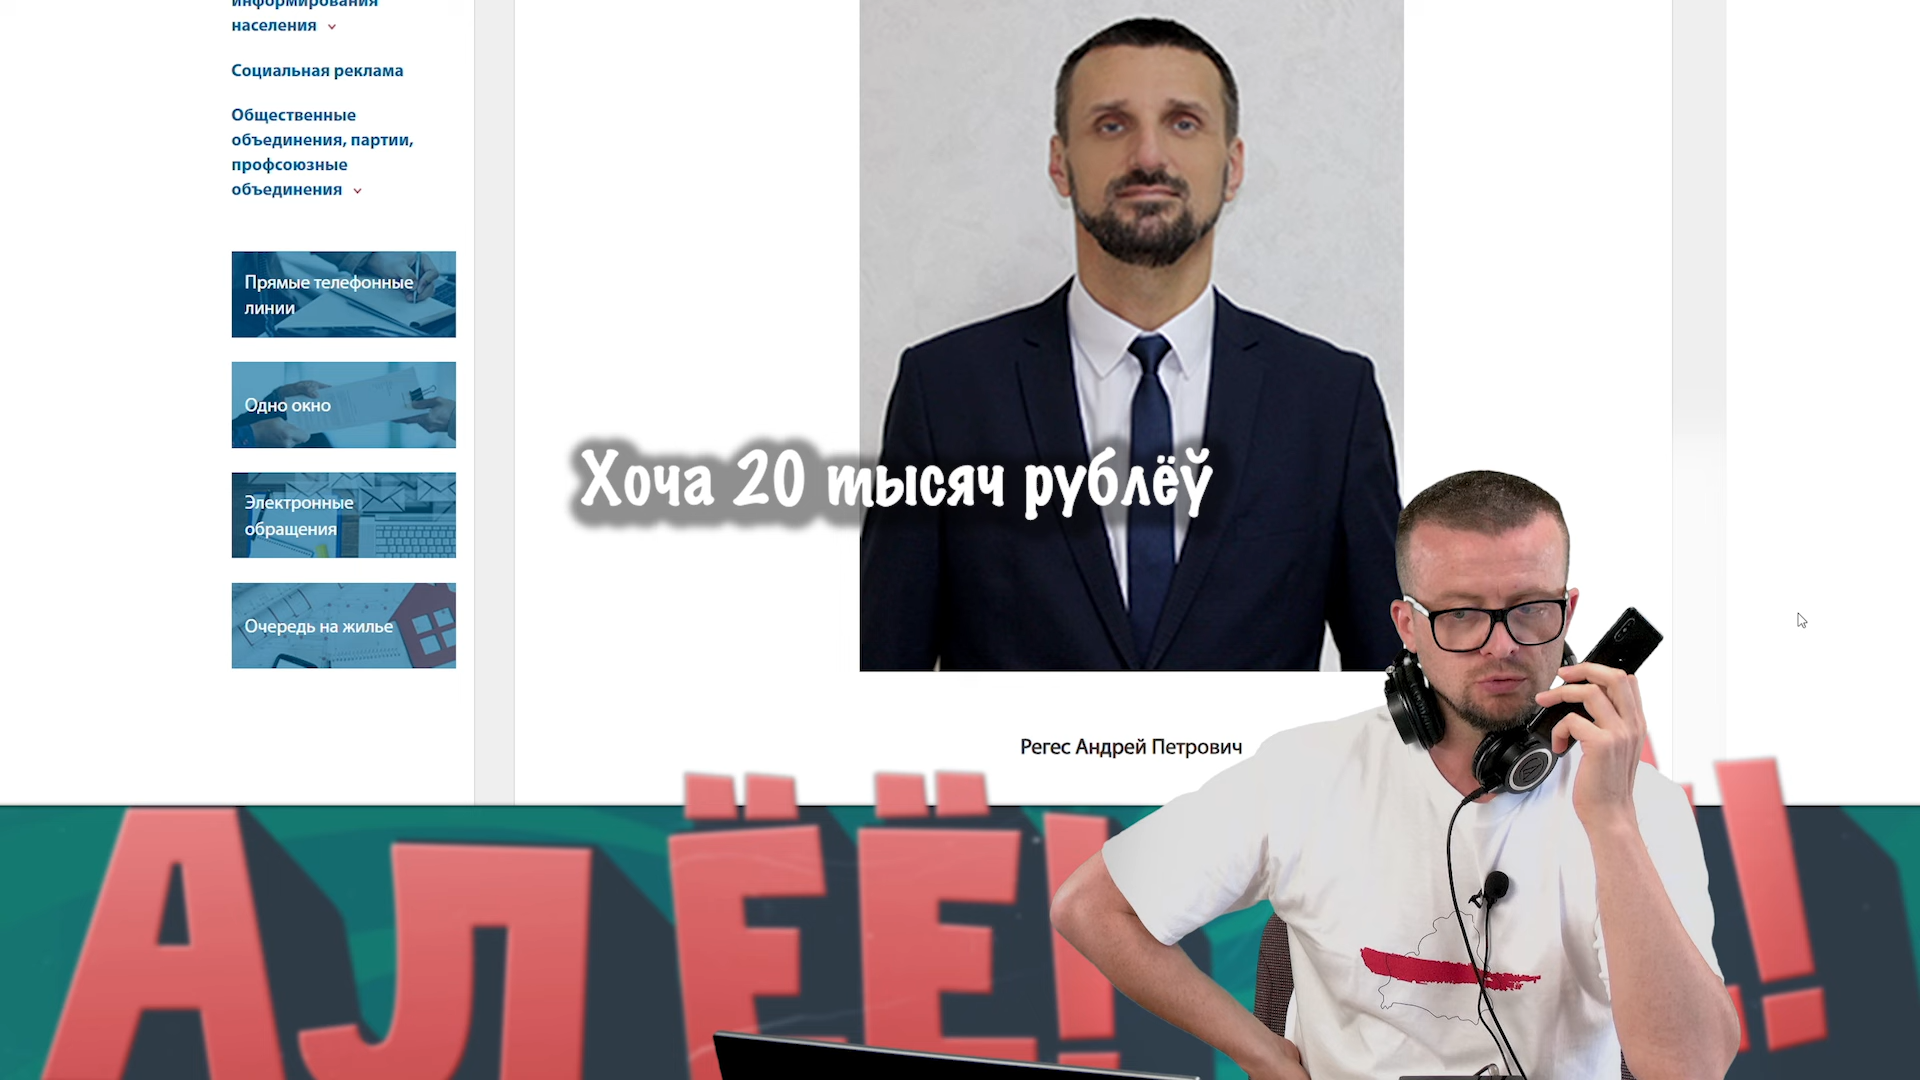 информирования
населения
Социальная реклама
Общественные
объединения, партии,
профсоюзные
объединения
Прямые телефонные
линии
Одно окно
Электронные
обращения
Очередь на жилье
Хоча 20 тысяч рублёў
Регес Андрей Петрович
АЛЁЁ!